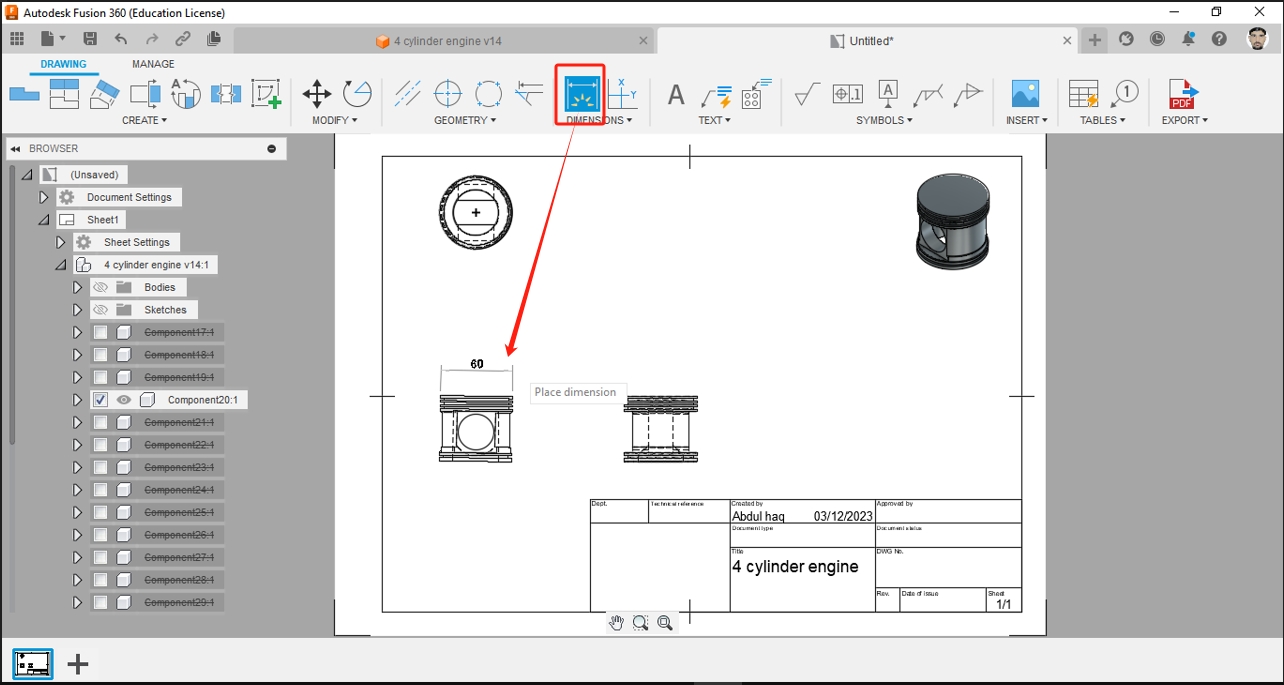 Autodesk Fusion 360 (Education License)
4 cylinder engine v14
Untitled*
DRAWING
MANAGE
CREATE
MODIFY
GEOMETRY
DIMENSIONS
TEXT
SYMBOLS
INSERT
TABLES
EXPORT
BROWSER
(Unsaved)
Document Settings
Sheet1
Sheet Settings
4 cylinder engine v14:1
Bodies
Sketches
Component17:1
Component18:1
Component19:1
Component20:1
Component21:1
Component22:1
Component23:1
Component24:1
Component25:1
Component26:1
Component27:1
Component28:1
Component29:1
60
Place dimension
Dept.
Technical reference
Created by
Approved by
Abdul haq 03/12/2023
Document type
Document status
Title
DWG No.
4 cylinder engine
Rev.
Date of issue
Sheet
1/1
X
Y
A
A
A
.1
1
PDF